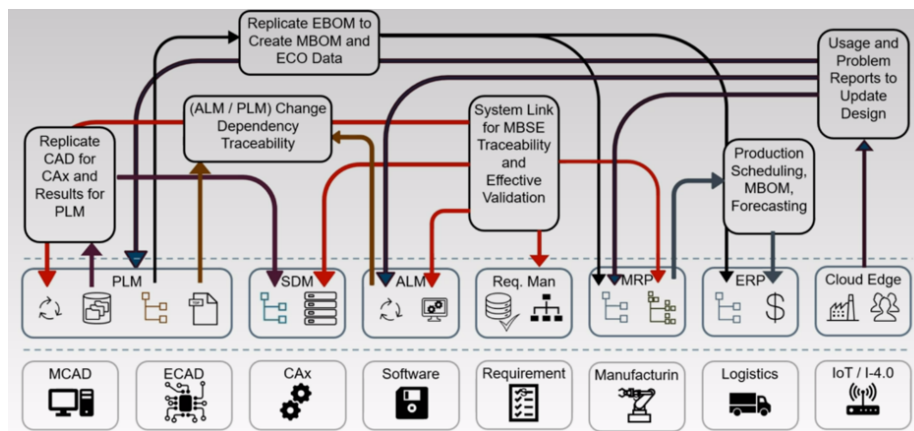 Replicate EBOM to
Create MBOM and
ECO Data
Usage and
Problem
Reports to
Update
Design
(ALM / PLM) Change
Dependency
Traceability
System Link
for MBSE
Traceability
and
Effective
Validation
Replicate
CAD for
CAx and
Results for
PLM
Production
Scheduling,
MBOM,
Forecasting
PLM
SDM
ALM
Req. Man
MRP
ERP
Cloud Edge
MCAD
ECAD
CAx
Software
Requirement
Manufacturin
Logistics
IoT / I-4.0